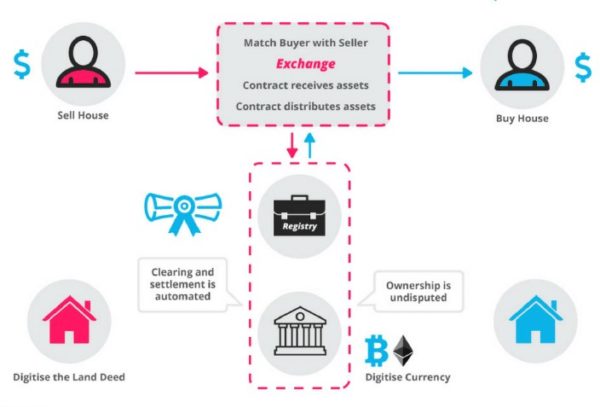 Match Buyer with Seller
Exchange
Contract receives assets
Contract distributes assets
$
$
Sell House
Buy House
Registry
Clearing and
settlement is
automated
Ownership is
undisputed
Digitise the Land Deed
Digitise Currency